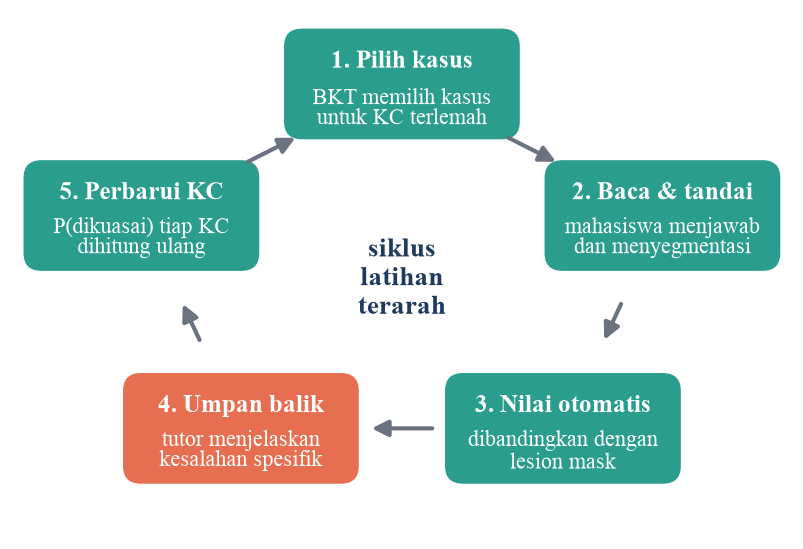 1. Pilih kasus
BKT memilih kasus
untuk KC terlemah
2. Baca & tandai
mahasiswa menjawab
dan menyegmentasi
3. Nilai otomatis
dibandingkan dengan
lesion mask
4. Umpan balik
tutor menjelaskan
kesalahan spesifik
5. Perbarui KC
P(dikuasai) tiap KC
dihitung ulang
siklus
latihan
terarah